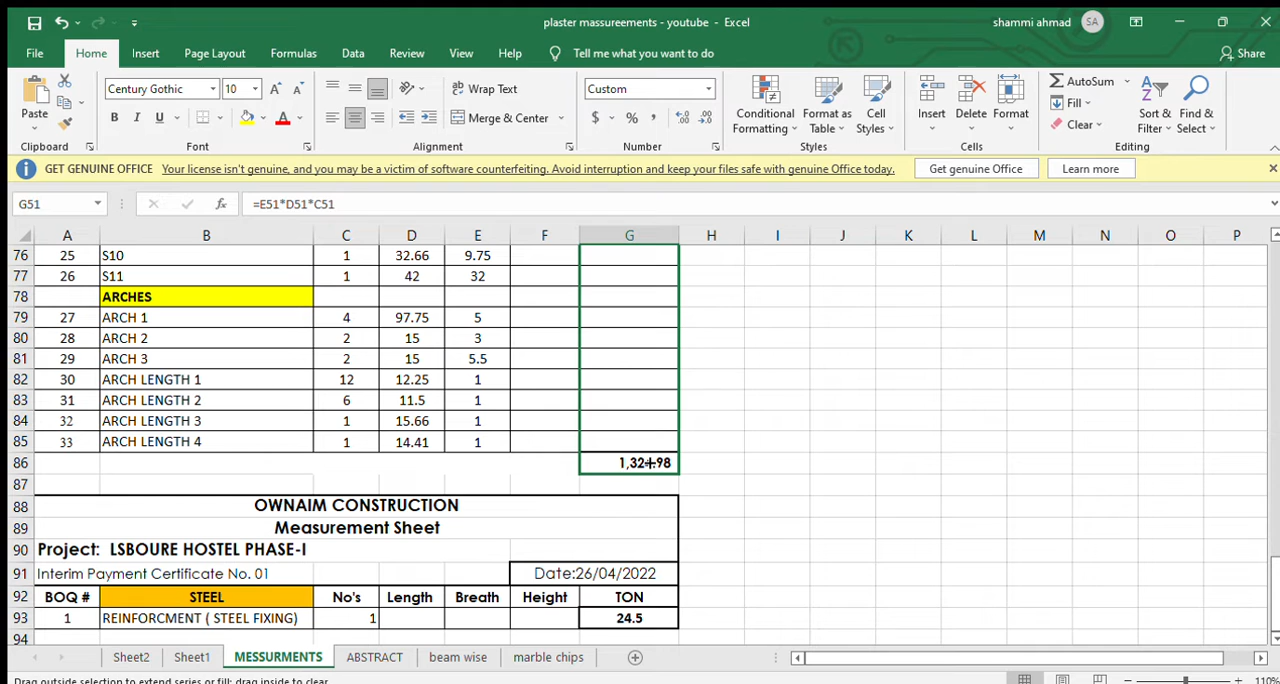 plaster massureements - youtube - Excel
shammi ahmad SA
File Home Insert Page Layout Formulas Data Review View Help Tell me what you want to do Share
Century Gothic 10 Wrap Text Custom AutoSum
Paste B I U Merge & Center $ % Conditional Formatting Format as Table Cell Styles Insert Delete Format Fill Clear Sort & Filter Find & Select
Clipboard Font Alignment Number Styles Cells Editing
GET GENUINE OFFICE Your license isn't genuine, and you may be a victim of software counterfeiting. Avoid interruption and keep your files safe with genuine Office today. Get genuine Office Learn more
G51 fx =E51*D51*C51
A B C D E F G H I J K L M N O P
76 25 S10 1 32.66 9.75
77 26 S11 1 42 32
78 ARCHES
79 27 ARCH 1 4 97.75 5
80 28 ARCH 2 2 15 3
81 29 ARCH 3 2 15 5.5
82 30 ARCH LENGTH 1 12 12.25 1
83 31 ARCH LENGTH 2 6 11.5 1
84 32 ARCH LENGTH 3 1 15.66 1
85 33 ARCH LENGTH 4 1 14.41 1
86
87
88 OWNAIM CONSTRUCTION
89 Measurement Sheet
90 Project: LSBOURE HOSTEL PHASE-I
91 Interim Payment Certificate No. 01 Date:26/04/2022
92 BOQ # STEEL No's Length Breath Height TON
93 1 REINFORCMENT ( STEEL FIXING) 1 24.5
94
Sheet2 Sheet1 MESSURMENTS ABSTRACT beam wise marble chips
Drag outside selection to extend series or fill; drag inside to clear 110%